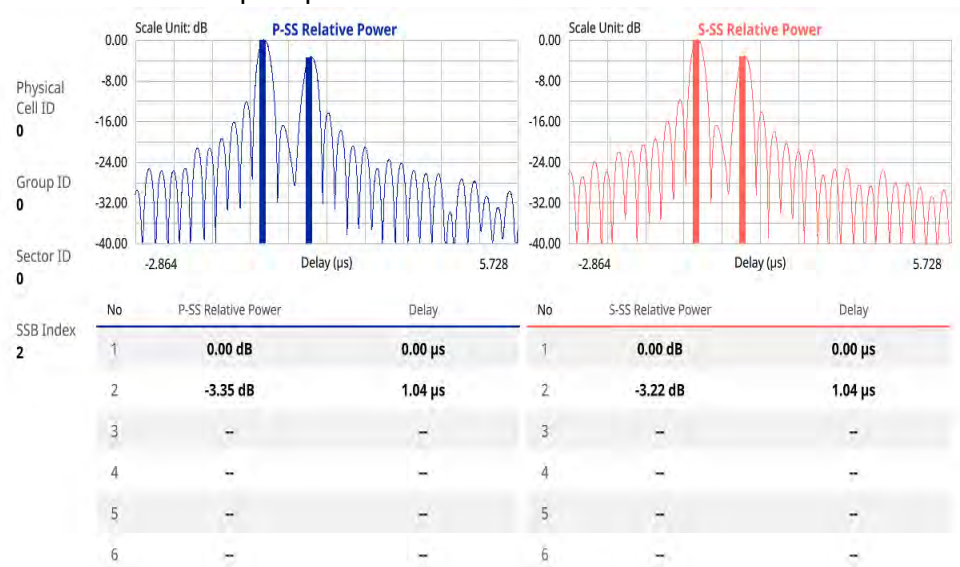 Scale Unit: dB P-SS Relative Power
0.00
-8.00
-16.00
-24.00
-32.00
-40.00
-2.864 Delay (µs) 5.728
Scale Unit: dB S-SS Relative Power
0.00
-8.00
-16.00
-24.00
-32.00
-40.00
-2.864 Delay (µs) 5.728
Physical
Cell ID
0
Group ID
0
Sector ID
0
SSB Index
2
No P-SS Relative Power Delay
1 0.00 dB 0.00 µs
2 -3.35 dB 1.04 µs
3 -- --
4 -- --
5 -- --
6 -- --
No S-SS Relative Power Delay
1 0.00 dB 0.00 µs
2 -3.22 dB 1.04 µs
3 -- --
4 -- --
5 -- --
6 -- --